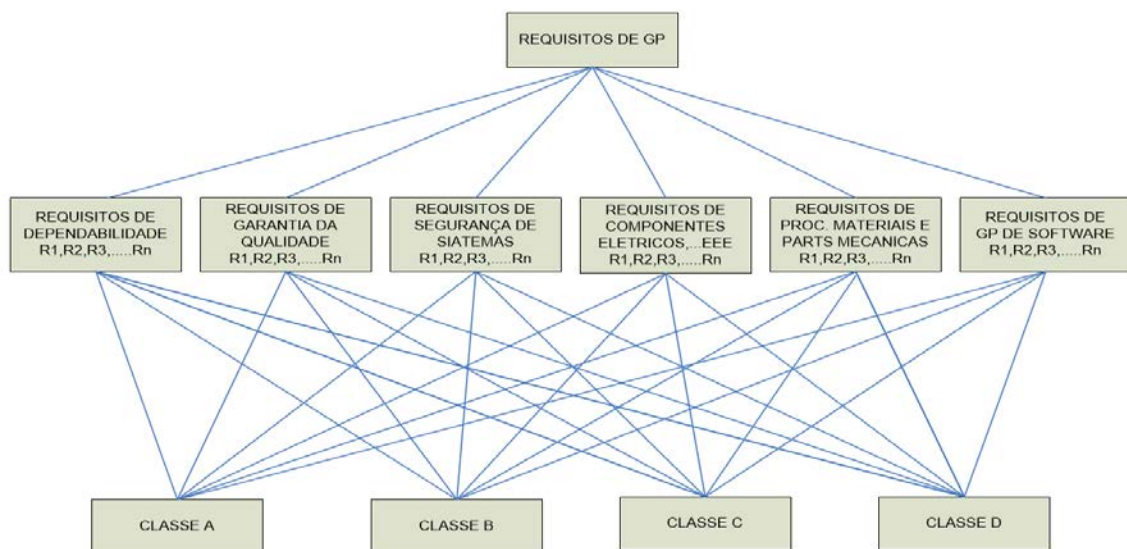 REQUISITOS DE GP
REQUISITOS DE
DEPENDABILIDADE
R1,R2,R3,.....Rn
REQUISITOS DE
GARANTIA DA
QUALIDADE
R1,R2,R3,.....Rn
REQUISITOS DE
SEGURANÇA DE
SIATEMAS
R1,R2,R3,.....Rn
REQUISITOS DE
COMPONENTES
ELETRICOS,...EEE
R1,R2,R3,.....Rn
REQUISITOS DE
PROC. MATERIAIS E
PARTS MECANICAS
R1,R2,R3,.....Rn
REQUISITOS DE
GP DE SOFTWARE
R1,R2,R3,.....Rn
CLASSE A
CLASSE B
CLASSE C
CLASSE D